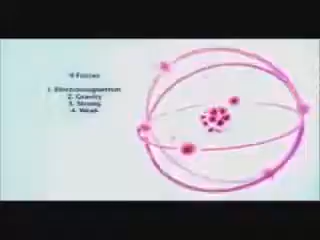 4 Forces
1. Electromagnetism
2. Gravity
3. Strong
4. Weak